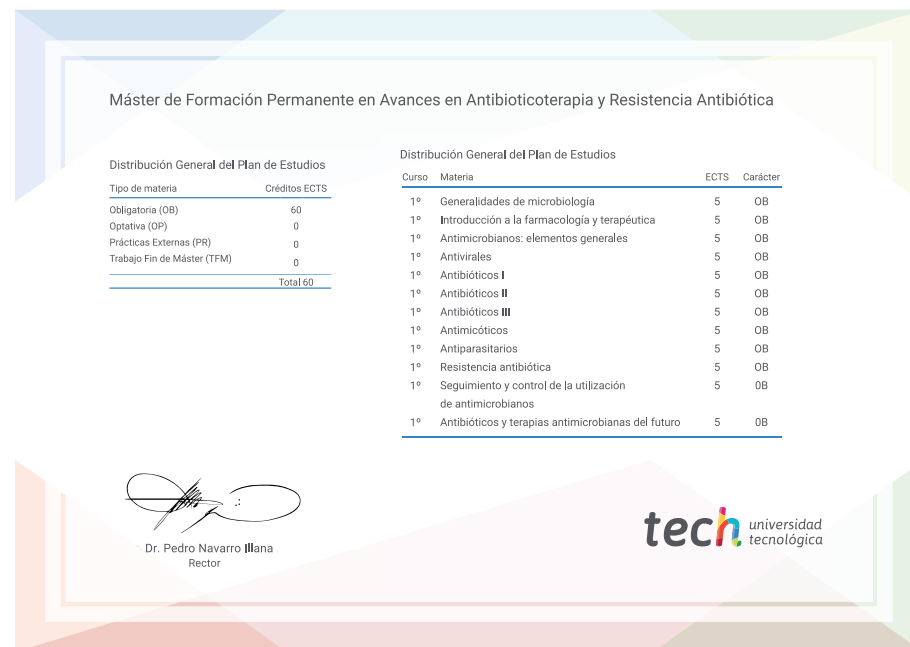 Máster de Formación Permanente en Avances en Antibioticoterapia y Resistencia Antibiótica
Distribución General del Plan de Estudios
Tipo de materia Créditos ECTS
Obligatoria (OB) 60
Optativa (OP) 0
Prácticas Externas (PR) 0
Trabajo Fin de Máster (TFM) 0
Total 60
Distribución General del Plan de Estudios
Curso Materia ECTS Carácter
1º Generalidades de microbiología 5 OB
1º Introducción a la farmacología y terapéutica 5 OB
1º Antimicrobianos: elementos generales 5 OB
1º Antivirales 5 OB
1º Antibióticos I 5 OB
1º Antibióticos II 5 OB
1º Antibióticos III 5 OB
1º Antimicóticos 5 OB
1º Antiparasitarios 5 OB
1º Resistencia antibiótica 5 OB
1º Seguimiento y control de la utilización 5 0B
de antimicrobianos
1º Antibióticos y terapias antimicrobianas del futuro 5 0B
Dr. Pedro Navarro Illana
Rector
tech universidad
tecnológica